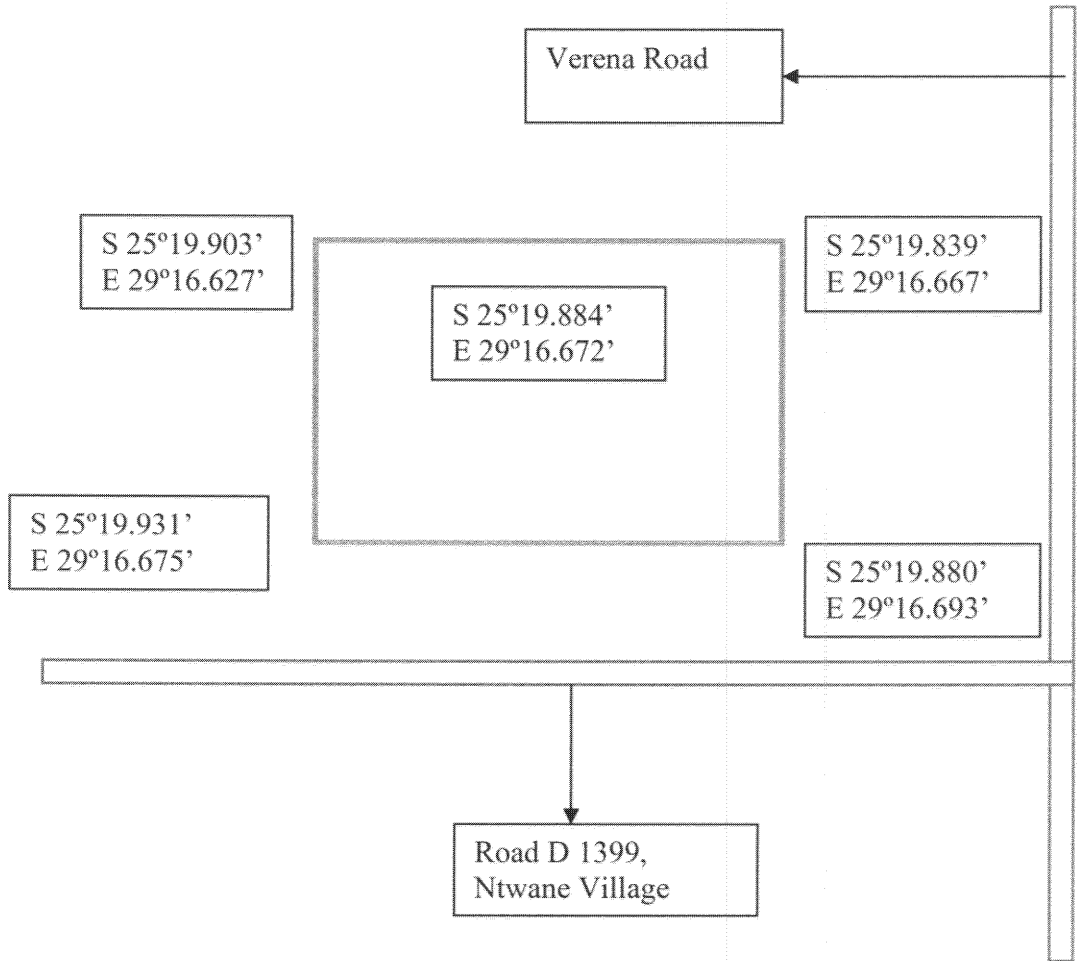 Verena Road
S 25º19.903’
E 29º16.627’
S 25º19.884’
E 29º16.672’
S 25º19.839’
E 29º16.667’
S 25º19.931’
E 29º16.675’
S 25º19.880’
E 29º16.693’
Road D 1399,
Ntwane Village